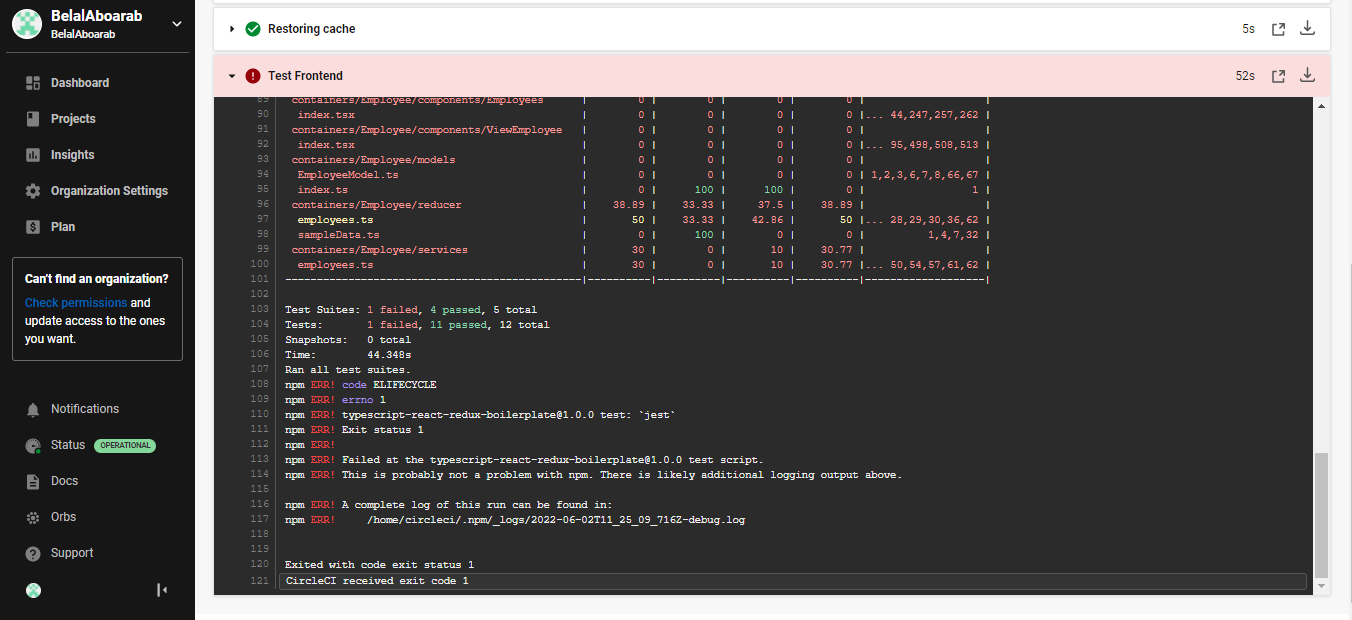 BelalAboarab
BelalAboarab
Dashboard
Projects
Insights
Organization Settings
Plan
Can't find an organization?
Check permissions and
update access to the ones
you want.
Notifications
Status OPERATIONAL
Docs
Orbs
Support
Restoring cache 5s
Test Frontend 52s
89 containers/Employee/components/Employees | 0 | 0 | 0 | 0 | |
90 index.tsx | 0 | 0 | 0 | 0 |... 44,247,257,262 |
91 containers/Employee/components/ViewEmployee | 0 | 0 | 0 | 0 | |
92 index.tsx | 0 | 0 | 0 | 0 |... 95,498,508,513 |
93 containers/Employee/models | 0 | 0 | 0 | 0 | |
94 EmployeeModel.ts | 0 | 0 | 0 | 0 | 1,2,3,6,7,8,66,67 |
95 index.ts | 0 | 100 | 100 | 0 | 1 |
96 containers/Employee/reducer | 38.89 | 33.33 | 37.5 | 38.89 | |
97 employees.ts | 50 | 33.33 | 42.86 | 50 |... 28,29,30,36,62 |
98 sampleData.ts | 0 | 100 | 0 | 0 | 1,4,7,32 |
99 containers/Employee/services | 30 | 0 | 10 | 30.77 | |
100 employees.ts | 30 | 0 | 10 | 30.77 |... 50,54,57,61,62 |
101 -----------------------------------------------|----------|----------|----------|----------|-------------------|
102
103 Test Suites: 1 failed, 4 passed, 5 total
104 Tests: 1 failed, 11 passed, 12 total
105 Snapshots: 0 total
106 Time: 44.348s
107 Ran all test suites.
108 npm ERR! code ELIFECYCLE
109 npm ERR! errno 1
110 npm ERR! typescript-react-redux-boilerplate@1.0.0 test: `jest`
111 npm ERR! Exit status 1
112 npm ERR!
113 npm ERR! Failed at the typescript-react-redux-boilerplate@1.0.0 test script.
114 npm ERR! This is probably not a problem with npm. There is likely additional logging output above.
115
116 npm ERR! A complete log of this run can be found in:
117 npm ERR! /home/circleci/.npm/_logs/2022-06-02T11_25_09_716Z-debug.log
118
119
120 Exited with code exit status 1
121 CircleCI received exit code 1